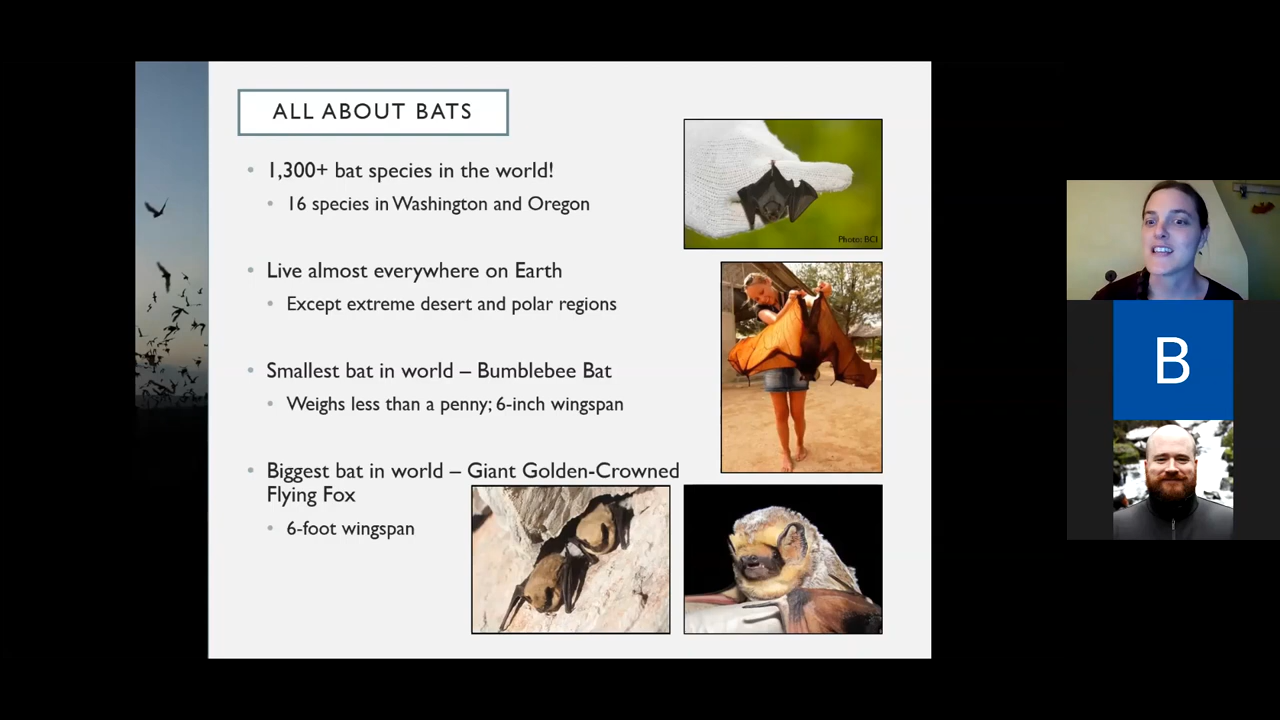 ALL ABOUT BATS
1,300+ bat species in the world!
16 species in Washington and Oregon
Live almost everywhere on Earth
Except extreme desert and polar regions
Smallest bat in world – Bumblebee Bat
Weighs less than a penny; 6-inch wingspan
Biggest bat in world – Giant Golden-Crowned
Flying Fox
6-foot wingspan
Photo: BCI
B